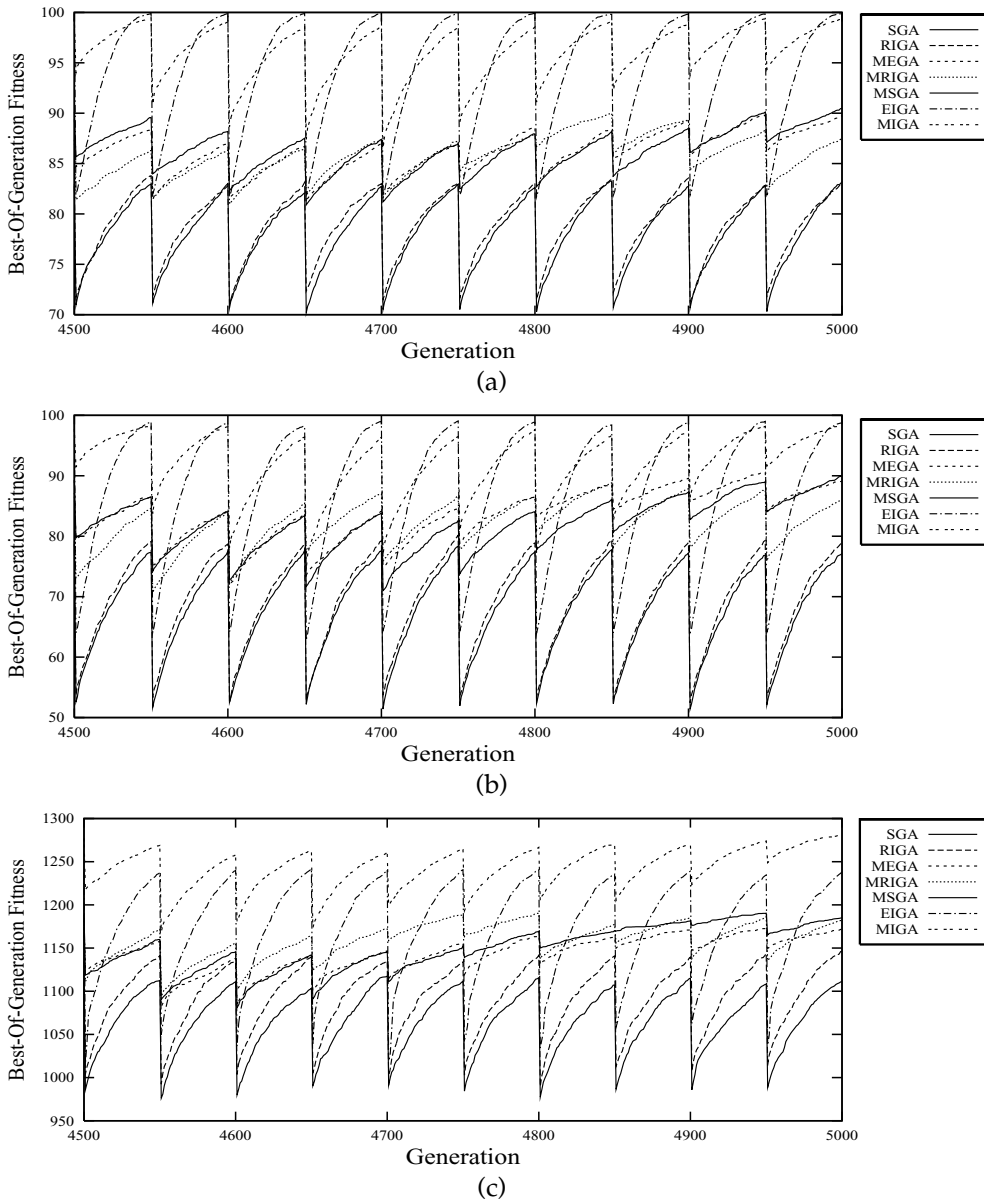 100
95
90
85
80
75
70
Best-Of-Generation Fitness
4500 4600 4700 4800 4900 5000
Generation
SGA
RIGA
MEGA
MRIGA
MSGA
EIGA
MIGA
(a)
100
90
80
70
60
50
Best-Of-Generation Fitness
4500 4600 4700 4800 4900 5000
Generation
SGA
RIGA
MEGA
MRIGA
MSGA
EIGA
MIGA
(b)
1300
1250
1200
1150
1100
1050
1000
950
Best-Of-Generation Fitness
4500 4600 4700 4800 4900 5000
Generation
SGA
RIGA
MEGA
MRIGA
MSGA
EIGA
MIGA
(c)